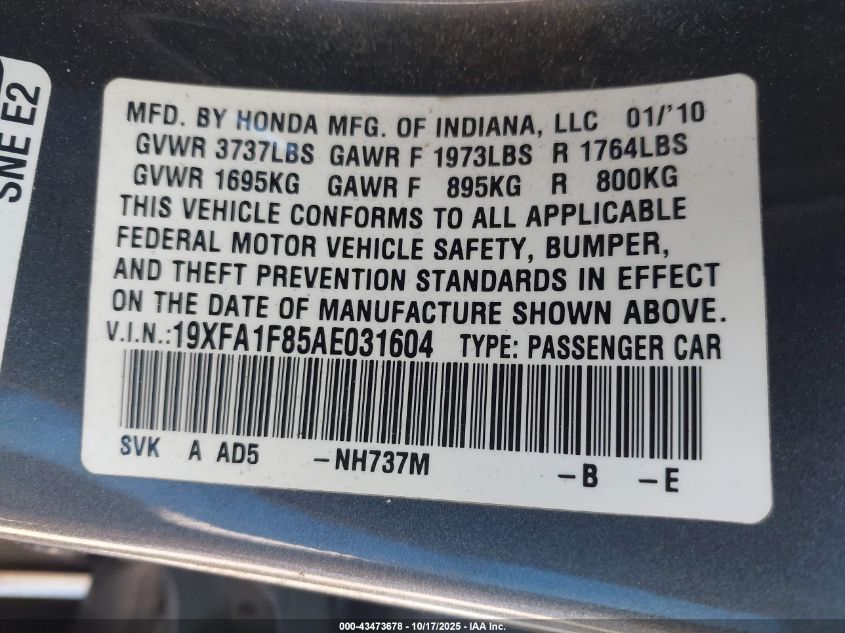 SNE E2
MFD. BY HONDA MFG. OF INDIANA, LLC 01/'10
GVWR 3737LBS GAWR F 1973LBS R 1764LBS
GVWR 1695KG GAWR F 895KG R 800KG
THIS VEHICLE CONFORMS TO ALL APPLICABLE
FEDERAL MOTOR VEHICLE SAFETY, BUMPER,
AND THEFT PREVENTION STANDARDS IN EFFECT
ON THE DATE OF MANUFACTURE SHOWN ABOVE.
V.I.N.:19XFA1F85AE031604 TYPE: PASSENGER CAR
SVK A AD5 -NH737M -B -E
000-43473678 - 10/17/2025 - IAA Inc.